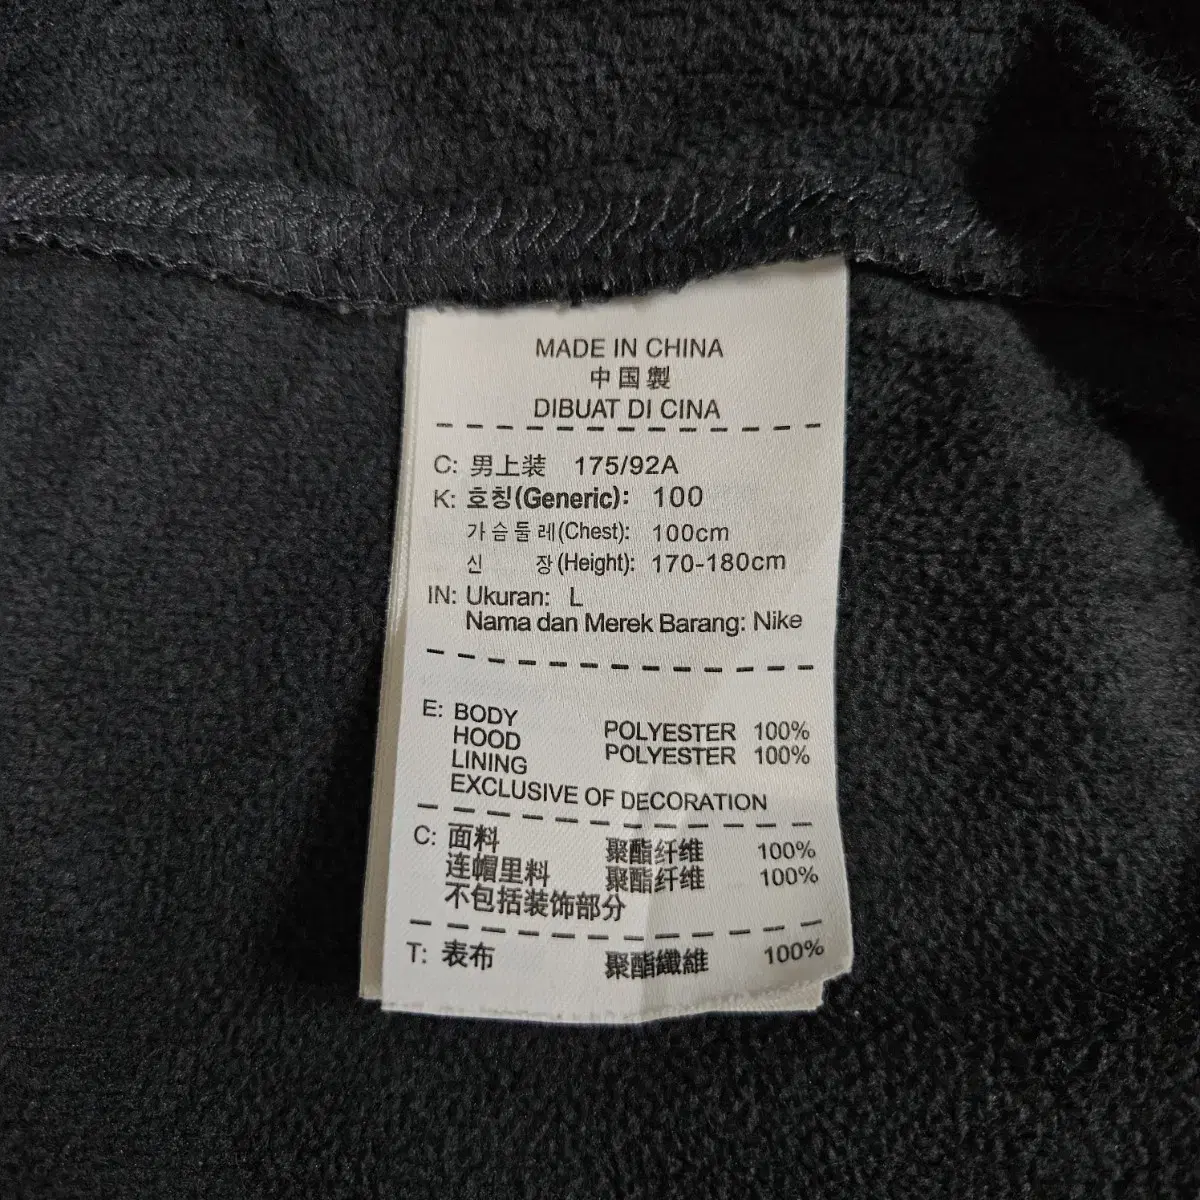 MADE IN CHINA
中国製
DIBUAT DI CINA
C: 男上装 175/92A
K: 호칭(Generic): 100
가슴둘레(Chest): 100cm
신 장(Height): 170-180cm
IN: Ukuran: L
Nama dan Merek Barang: Nike
E: BODY POLYESTER 100%
HOOD LINING POLYESTER 100%
EXCLUSIVE OF DECORATION
C: 面料 聚酯纤维 100%
连帽里料 聚酯纤维 100%
不包括装饰部分
T: 表布 聚酯纖維 100%